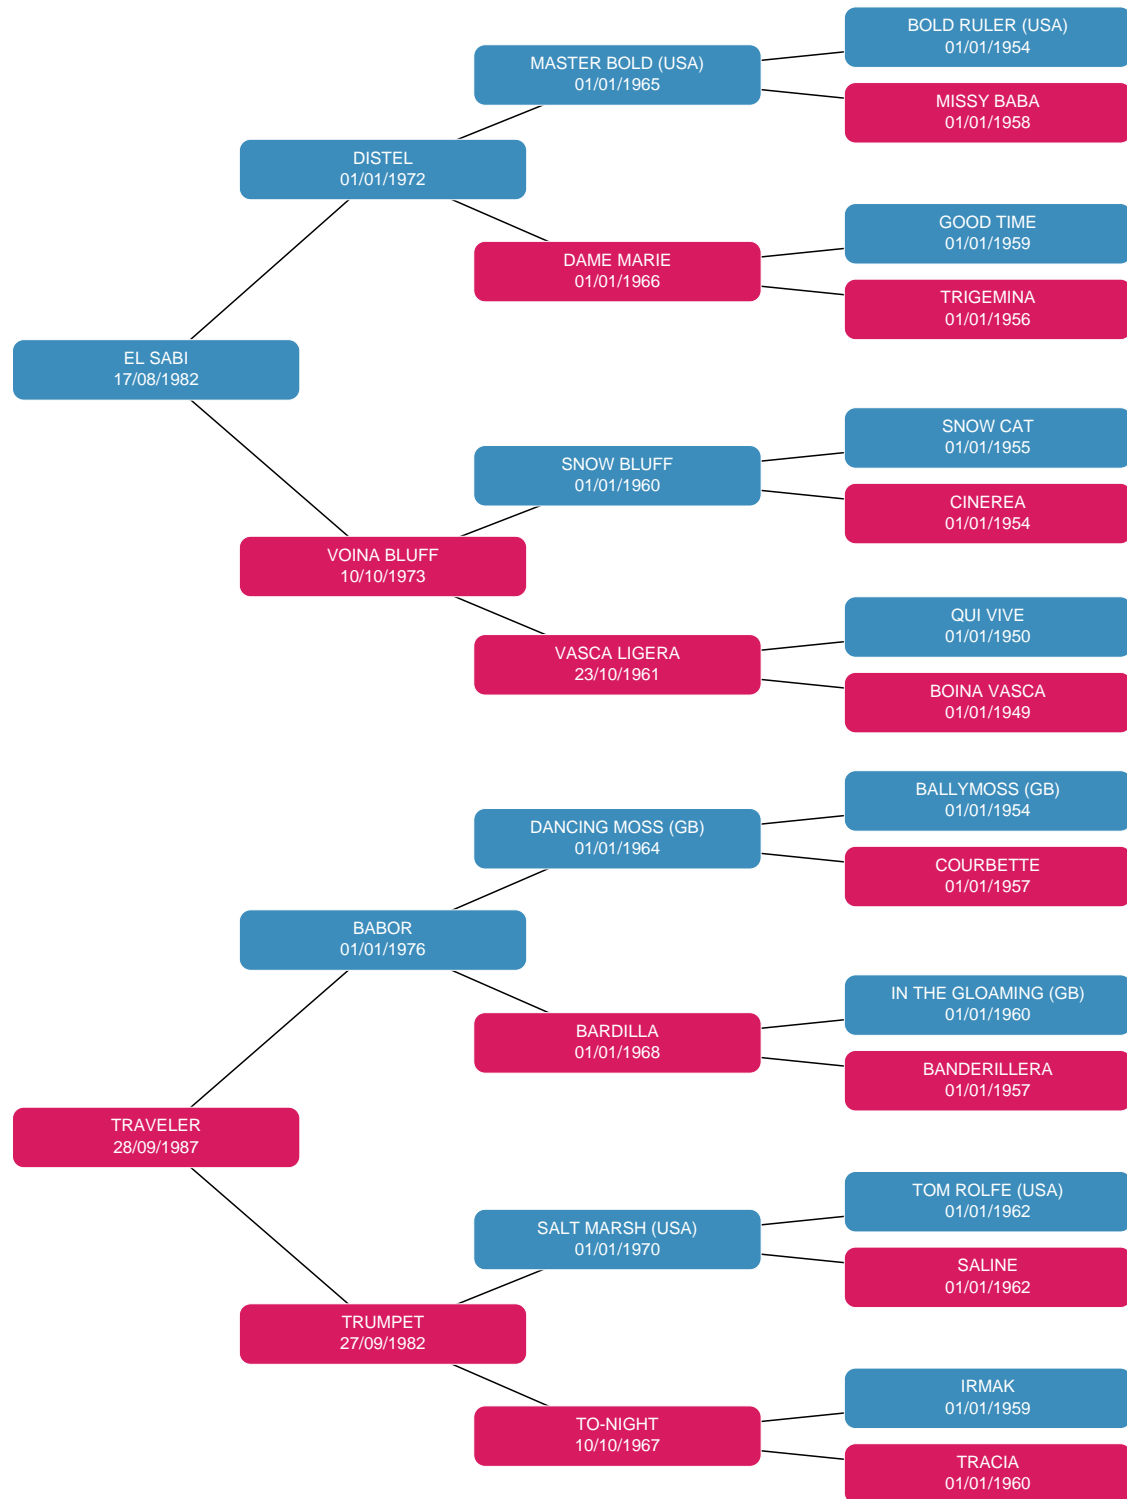 BOLD RULER (USA)
01/01/1954
MASTER BOLD (USA)
01/01/1965
MISSY BABA
01/01/1958
DISTEL
01/01/1972
GOOD TIME
01/01/1959
DAME MARIE
01/01/1966
TRIGEMINA
01/01/1956
EL SABI
17/08/1982
SNOW CAT
01/01/1955
SNOW BLUFF
01/01/1960
CINEREA
01/01/1954
VOINA BLUFF
10/10/1973
QUI VIVE
01/01/1950
VASCA LIGERA
23/10/1961
BOINA VASCA
01/01/1949
BALLYMOSS (GB)
01/01/1954
DANCING MOSS (GB)
01/01/1964
COURBETTE
01/01/1957
BABOR
01/01/1976
IN THE GLOAMING (GB)
01/01/1960
BARDILLA
01/01/1968
BANDERILLERA
01/01/1957
TRAVELER
28/09/1987
TOM ROLFE (USA)
01/01/1962
SALT MARSH (USA)
01/01/1970
SALINE
01/01/1962
TRUMPET
27/09/1982
IRMAK
01/01/1959
TO-NIGHT
10/10/1967
TRACIA
01/01/1960